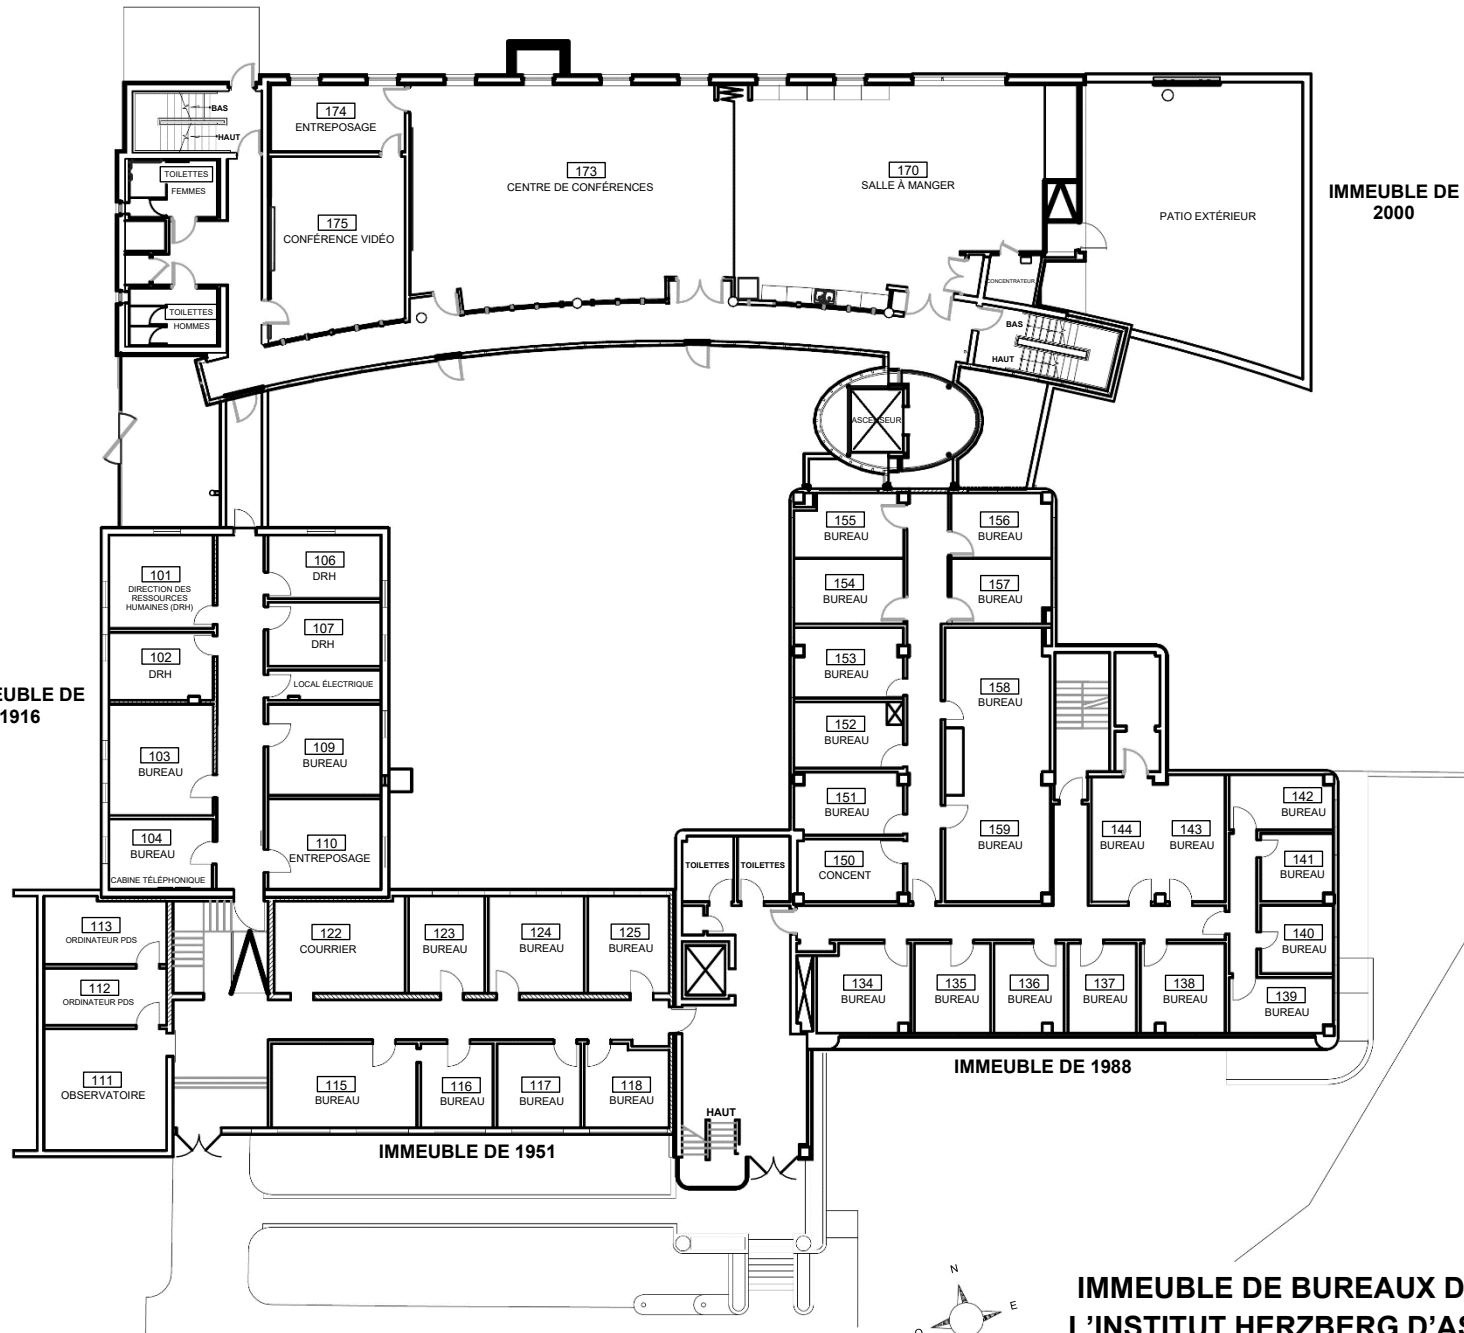 BAS
HAUT
174
ENTREPOSAGE
TOILETTES
FEMMES
175
CONFÉRENCE VIDÉO
173
CENTRE DE CONFÉRENCES
170
SALLE À MANGER
PATIO EXTÉRIEUR
IMMEUBLE DE
2000
CONCENTRATEUR
TOILETTES
HOMMES
BAS
HAUT
ASCENSEUR
155
BUREAU
156
BUREAU
101
DIRECTION DES
RESSOURCES
HUMAINES (DRH)
106
DRH
154
BUREAU
157
BUREAU
107
DRH
102
DRH
153
BUREAU
LOCAL ÉLECTRIQUE
158
BUREAU
EUBLE DE
1916
103
BUREAU
109
BUREAU
152
BUREAU
151
BUREAU
142
BUREAU
104
BUREAU
110
ENTREPOSAGE
159
BUREAU
144
BUREAU
143
BUREAU
CABINE TÉLÉPHONIQUE
TOILETTES
TOILETTES
150
CONCENT
141
BUREAU
113
ORDINATEUR PDS
122
COURRIER
123
BUREAU
124
BUREAU
125
BUREAU
140
BUREAU
112
ORDINATEUR PDS
134
BUREAU
135
BUREAU
136
BUREAU
137
BUREAU
138
BUREAU
139
BUREAU
111
OBSERVATOIRE
115
BUREAU
116
BUREAU
117
BUREAU
118
BUREAU
IMMEUBLE DE 1988
HAUT
IMMEUBLE DE 1951
N
E
O
IMMEUBLE DE BUREAUX D
L'INSTITUT HERZBERG D'AS